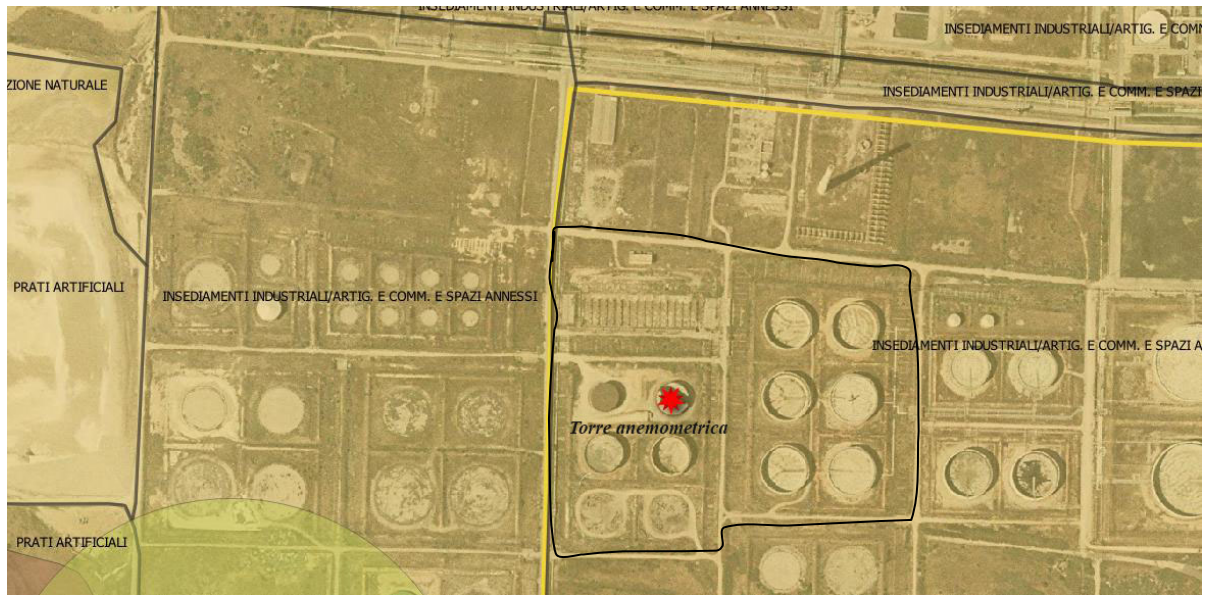 INSEDIAMENTI INDUSTRIALI/ARTIG. E COMM. E SPAZI ANNESSI
INSEDIAMENTI INDUSTRIALI/ARTIG. E COM
ZIONE NATURALE
INSEDIAMENTI INDUSTRIALI/ARTIG. E COMM. E SPAZI
PRATI ARTIFICIALI
INSEDIAMENTI INDUSTRIALI/ARTIG. E COMM. E SPAZI ANNESSI
INSEDIAMENTI INDUSTRIALI/ARTIG. E COMM. E SPAZI A
Torre anemometrica
PRATI ARTIFICIALI